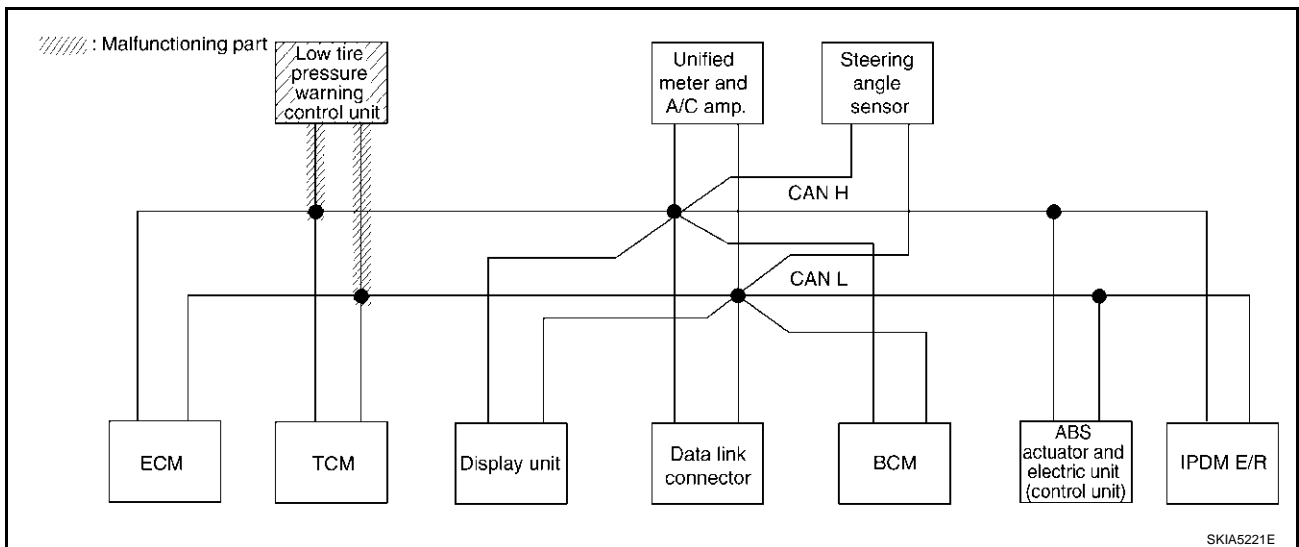 : Malfunctioning part
Low tire
pressure
warning
control unit
Unified
meter and
A/C amp.
Steering
angle
sensor
CAN H
CAN L
ECM
TCM
Display unit
Data link
connector
BCM
ABS
actuator and
electric unit
(control unit)
IPDM E/R
SKIA5221E